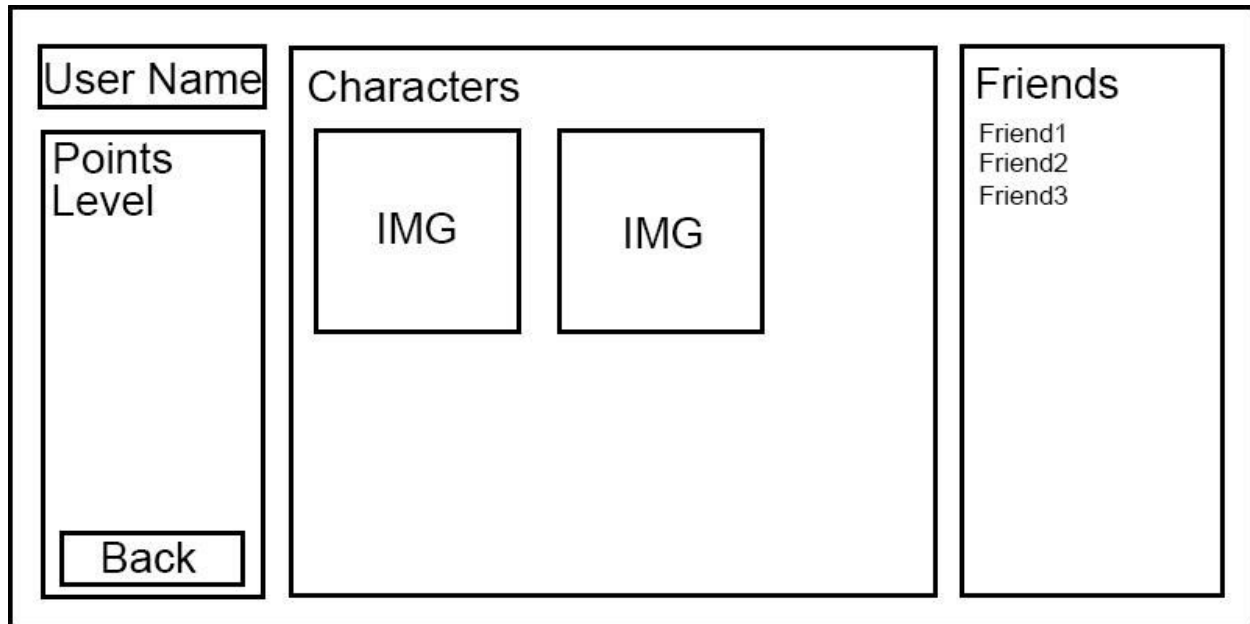 User Name
Points
Level
Back
Characters
IMG
IMG
Friends
Friend1
Friend2
Friend3